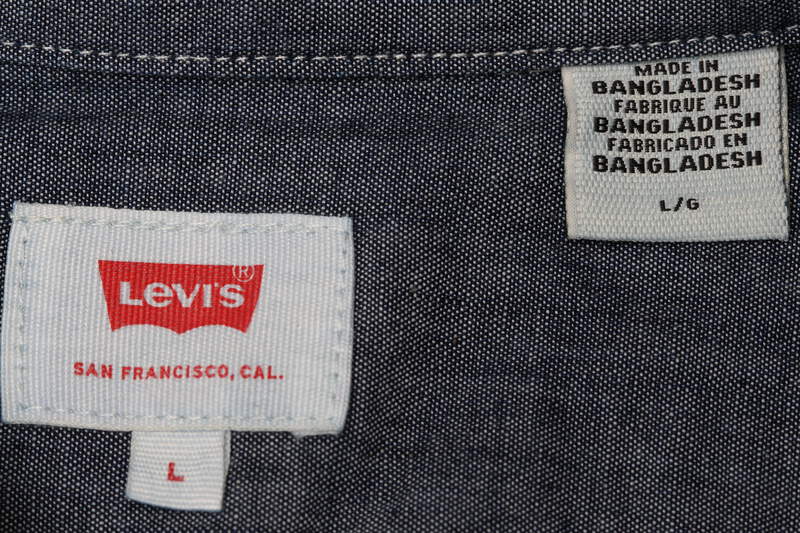 MADE IN
BANGLADESH
FABRIQUE AU
BANGLADESH
FABRICADO EN
BANGLADESH
L/G
LEVI'S®
SAN FRANCISCO, CAL.
L